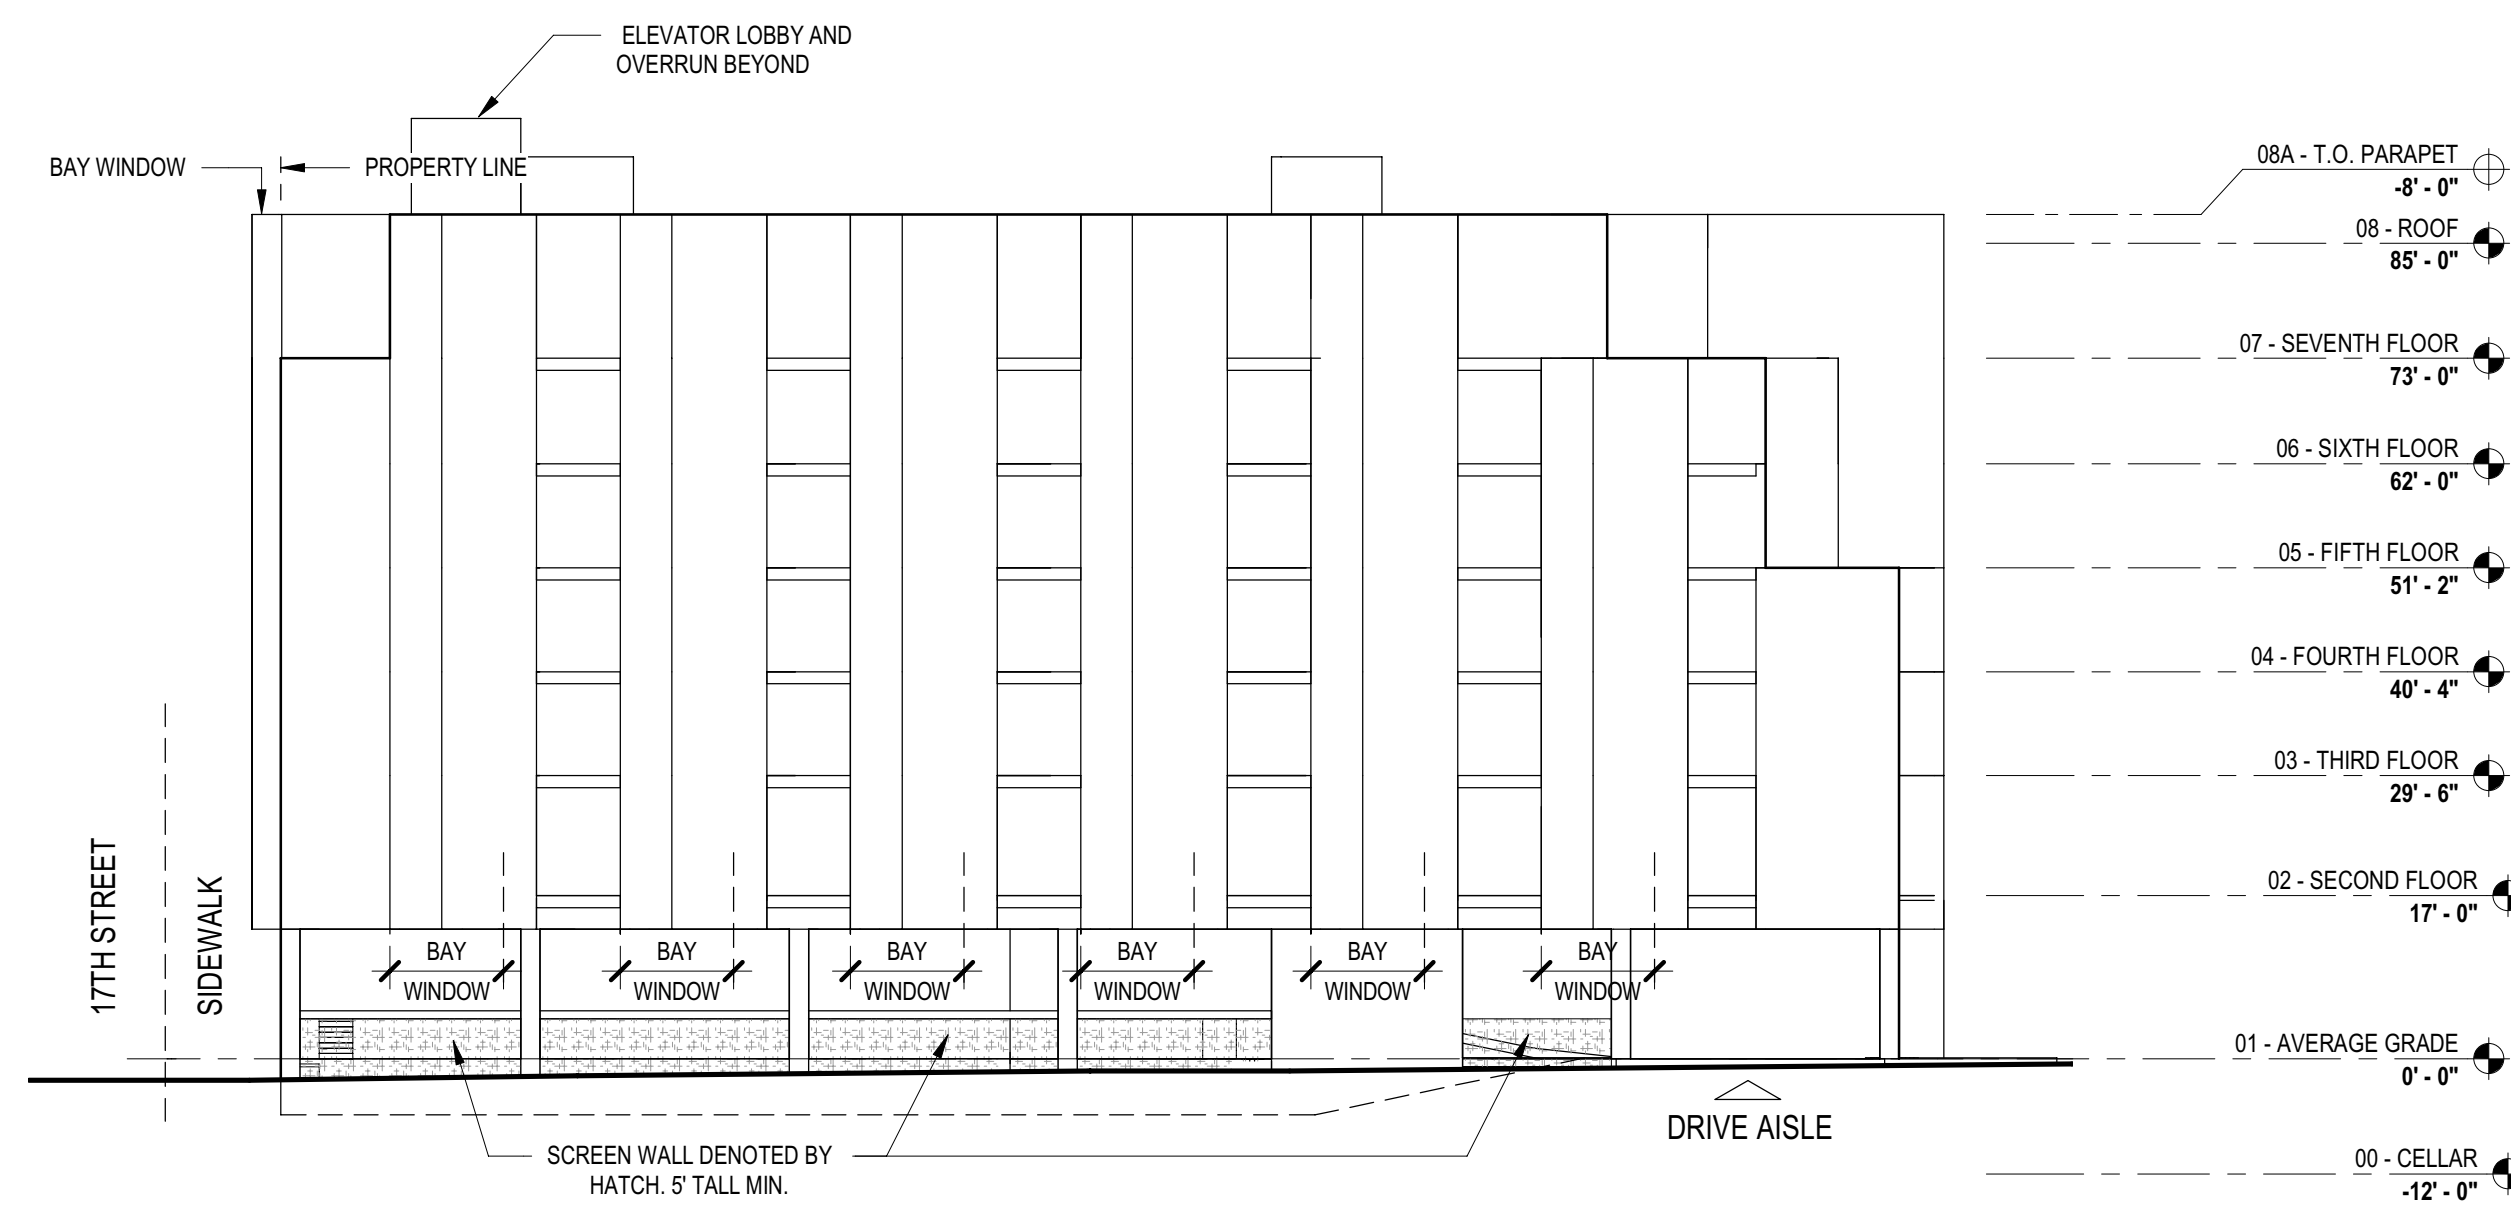 ELEVATOR LOBBY AND
OVERRUN BEYOND
BAY WINDOW
PROPERTY LINE
08A - T.O. PARAPET
-8' - 0"
08 - ROOF
85' - 0"
07 - SEVENTH FLOOR
73' - 0"
06 - SIXTH FLOOR
62' - 0"
05 - FIFTH FLOOR
51' - 2"
04 - FOURTH FLOOR
40' - 4"
03 - THIRD FLOOR
29' - 6"
02 - SECOND FLOOR
17' - 0"
01 - AVERAGE GRADE
0' - 0"
00 - CELLAR
-12' - 0"
17TH STREET
SIDEWALK
BAY
WINDOW
BAY
WINDOW
BAY
WINDOW
BAY
WINDOW
BAY
WINDOW
BAY
WINDOW
DRIVE AISLE
SCREEN WALL DENOTED BY
HATCH. 5' TALL MIN.